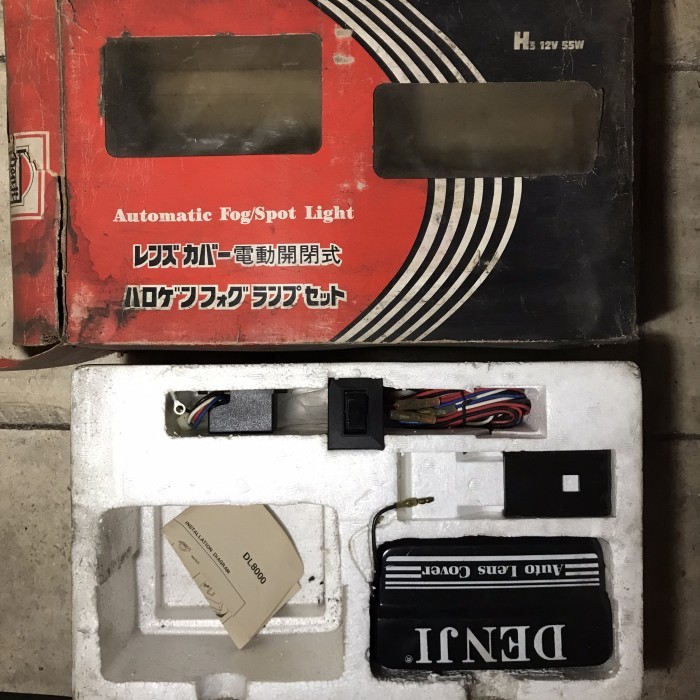 H3 12V 55W
Automatic Fog/Spot Light
レンズカバー電動開閉式
ハロゲンフォグランプセット
INSTALLATION DIAGRAM
DL8000
Auto Lens Cover
DENJI®